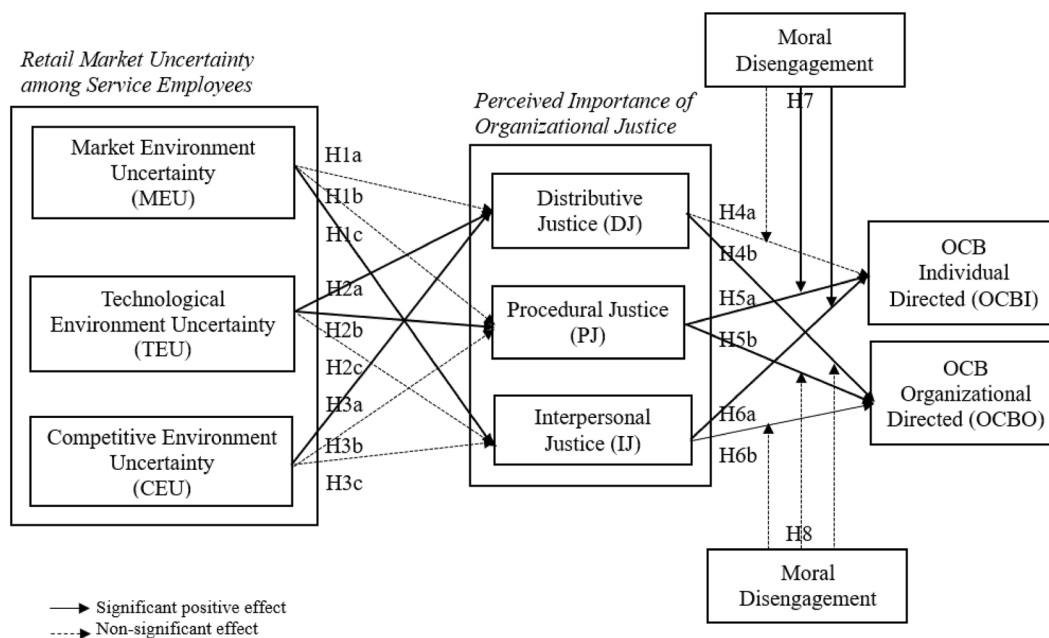 Retail Market Uncertainty
among Service Employees
Market Environment
Uncertainty
(MEU)
Technological
Environment Uncertainty
(TEU)
Competitive Environment
Uncertainty
(CEU)
H1a
H1b
H1c
H2a
H2b
H2c
H3a
H3b
H3c
Perceived Importance of
Organizational Justice
Distributive
Justice (DJ)
Procedural Justice
(PJ)
Interpersonal
Justice (IJ)
Moral
Disengagement
H7
H4a
H4b
H5a
H5b
H6a
H6b
OCB
Individual
Directed (OCBI)
OCB
Organizational
Directed (OCBO)
H8
Moral
Disengagement
Significant positive effect
Non-significant effect